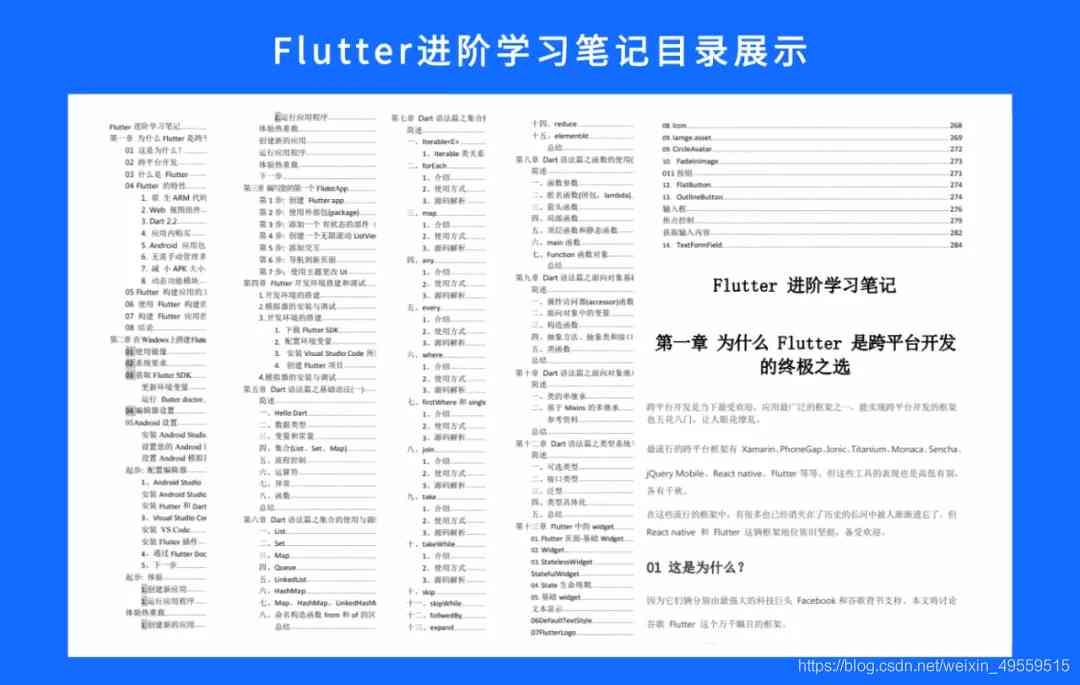 Flutter进阶学习笔记目录展示
Flutter 进阶学习笔记
第一章 为什么 Flutter 是跨
01 这是为什么？
02 跨平台开发
03 什么是 Flutter
04 Flutter 的特性
1. 原 生 ARM 代码
2. Web 视图组件
3. Dart 2.2
4. 应用内购买
5. Android 应用包
6. 无需手动管理多
7. 减 小 APK 大小
8. 动态功能模块
05 Flutter 构建应用的
06 使用 Flutter 构建的
07 构建 Flutter 应用的
08 结论
第二章 在Windows上搭建Flutte
01使用镜像
02系统要求
03获取 Flutter SDK
更新环境变量
运行 flutter doctor
04编辑器设置
05Android 设置
安装 Android Studio
设置您的 Android
设置 Android 模拟
起步: 配置编辑器
1、Android Studio
安装 Android Studio
安装 Flutter 和 Dart
3、Visual Studio Co
安装 VS Code
安装 Flutter 插件
4、通过 Flutter Doc
5、下一步
起步: 体验
1创建新应用
2运行应用程序
体验热重载
1创建新的应用
2运行应用程序
体验热重载
创建新的应用
运行应用程序
体验热重载
下一步
第三章 编写您的第一个 FlutterApp
第 1 步: 创建 Flutter app
第 2 步: 使用外部包(package)
第 3 步: 添加一个 有状态的部件
第 4 步: 创建一个无限滚动 ListView
第 5 步: 添加交互
第 6 步: 导航到新页面
第 7 步: 使用主题更改 UI
第四章 Flutter 开发环境搭建和调试
1.开发环境的搭建
2.模拟器的安装与调试
3.开发环境的搭建
1. 下载 Flutter SDK
2. 配置环境变量
3. 安装 Visual Studio Code 所
4. 创建 Flutter 项目
4.模拟器的安装与调试
第五章 Dart 语法篇之基础语法(一)
简述
一、Hello Dart
二、数据类型
三、变量和常量
四、集合(List、Set、Map)
五、流程控制
六、运算符
七、异常
八、函数
总结
第六章 Dart 语法篇之集合的使用与源码
一、List
二、Set
三、Map
四、Queue
五、LinkedList
六、HashMap
七、Map、HashMap、LinkedHashM
八、命名构造函数 from 和 of 的区
总结
第七章 Dart 语法篇之集合
简述
一、Iterable<E>
1、Iterable 类关系
二、forEach
1、介绍
2、使用方式
3、源码解析
三、map
1、介绍
2、使用方式
3、源码解析
四、any
1、介绍
2、使用方式
3、源码解析
五、every
1、介绍
2、使用方式
3、源码解析
六、where
1、介绍
2、使用方式
3、源码解析
七、firstWhere 和 single
1、介绍
2、使用方式
3、源码解析
八、join
1、介绍
2、使用方式
3、源码解析
九、take
1、介绍
2、使用方式
3、源码解析
十、takeWhile
1、介绍
2、使用方式
3、源码解析
十、skip
十一、skipWhile
十二、follwedBy
十三、expand
十四、reduce
十五、elementAt
总结
第八章 Dart 语法篇之函数的使用(
简述
一、函数参数
二、匿名函数(闭包，lambda)
三、箭头函数
四、局部函数
五、顶层函数和静态函数
六、main 函数
七、Function 函数对象
总结
第九章 Dart 语法篇之面向对象基
简述
一、属性访问器(accessor)函数
二、面向对象中的变量
三、构造函数
四、抽象方法、抽象类和接口
五、类函数
总结
第十章 Dart 语法篇之面向对象继
简述
一、类的单继承
二、基于 Mixins 的多继承
参考资料
总结
第十二章 Dart 语法篇之类型系统
简述
一、可选类型
二、接口类型
三、泛型
四、类型具体化
第十三章 Flutter 中的 widget
01. Flutter 页面-基础 Widget
02. Widget
03. StatelessWidget
StatefulWidget
04. State 生命周期
05. 基础 widget
文本显示
06DefaultTextStyle
07FlutterLogo
08. Icon 268
09. Iamge.asset 269
09. CircleAvatar 272
10. FadeInImage 273
011 按钮 273
12. FlatButton 274
13. OutlineButton 274
输入框 276
焦点控制 279
获取输入内容 282
14. TextFormField 284
Flutter 进阶学习笔记
第一章 为什么 Flutter 是跨平台开发
的终极之选
跨平台开发是当下最受欢迎、应用最广泛的框架之一。能实现跨平台开发的框架
也五花八门，让人眼花缭乱。
最流行的跨平台框架有 Xamarin、PhoneGap、Ionic、Titanium、Monaca、Sencha、
jQuery Mobile、React native、Flutter 等等，但这些工具的表现也是高低有别，
各有千秋。
在这些流行的框架中，有很多也已经消失在了历史的长河中被人渐渐遗忘了。但
React native 和 Flutter 这俩框架地位依旧坚挺，备受欢迎。
01 这是为什么？
因为它们俩分别由最强大的科技巨头 Facebook 和谷歌背书支持。本文将讨论
谷歌 Flutter 这个万千瞩目的框架。
https://blog.csdn.net/weixin_49559515